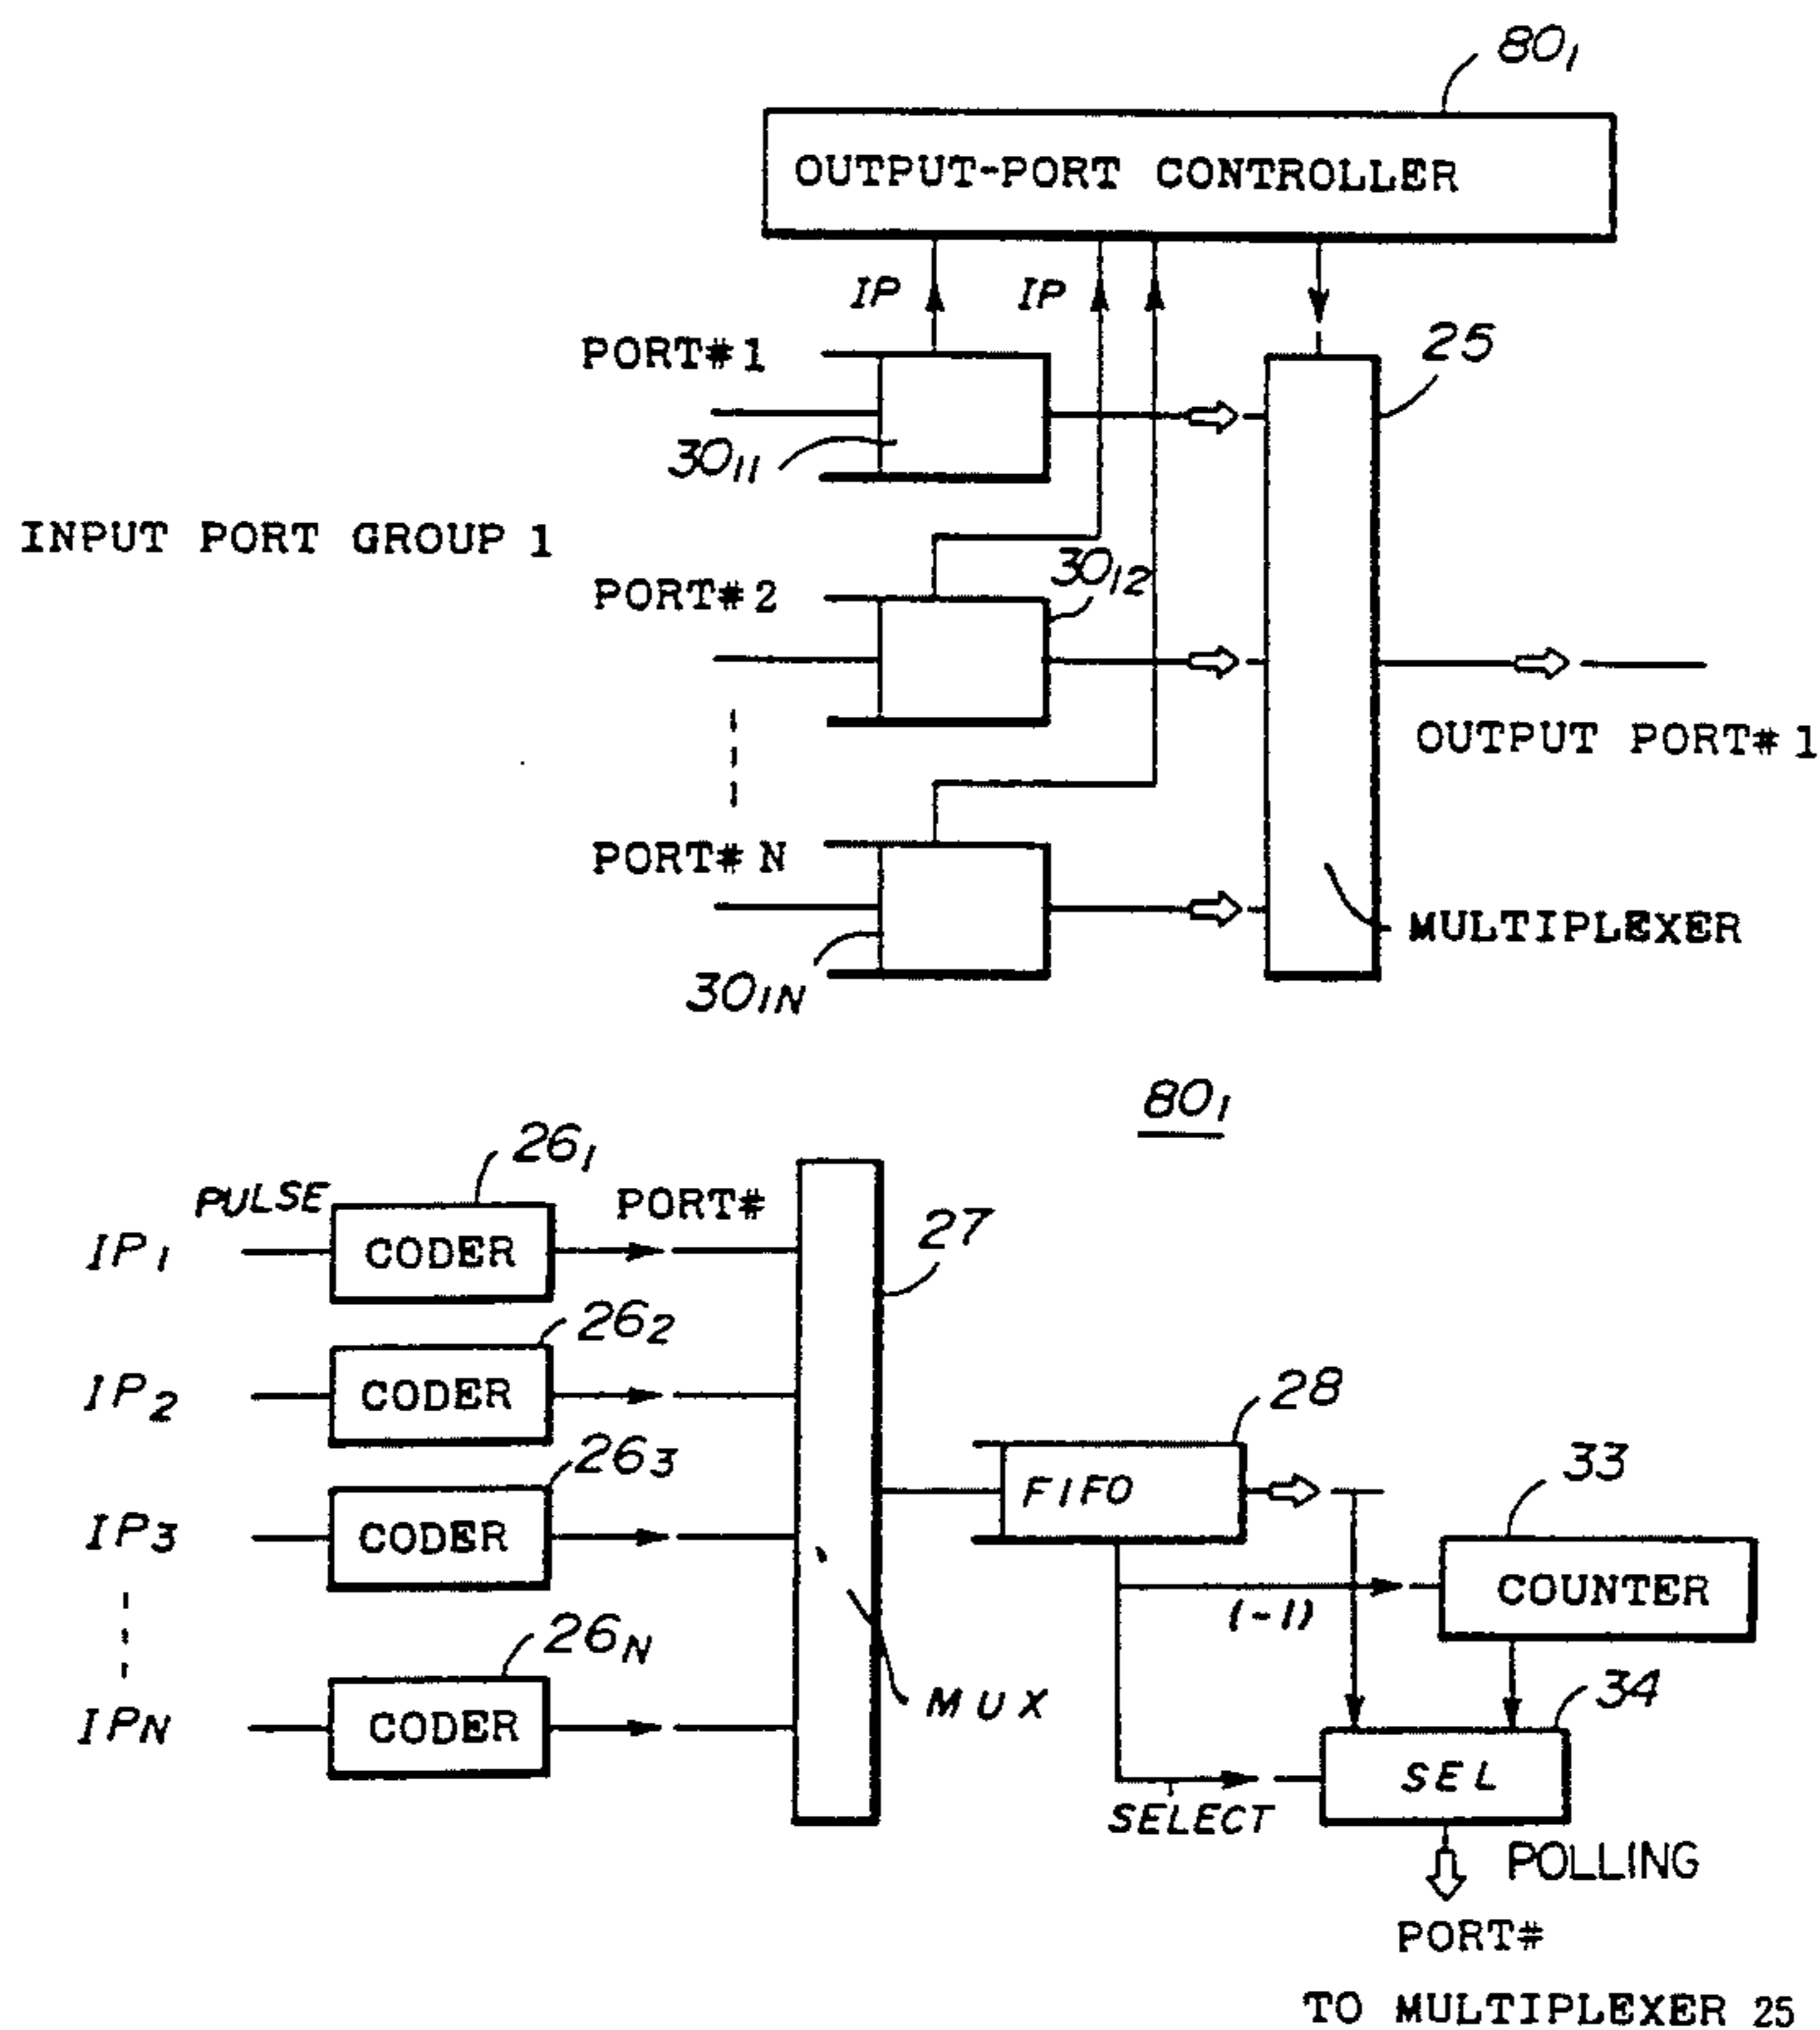 80₁
OUTPUT-PORT CONTROLLER
IP IP
PORT#1
25
30₁₁
INPUT PORT GROUP 1
30₁₂
PORT#2
OUTPUT PORT#1
PORT#N
MULTIPLEXER
30₁N
80₁
26₁
PULSE
PORT#
27
IP₁
CODER
26₂
IP₂
CODER
28
26₃
33
IP₃
CODER
FIFO
COUNTER
(-1)
26N
34
MUX
IPN
CODER
SEL
SELECT
POLLING
PORT#
TO MULTIPLEXER 25